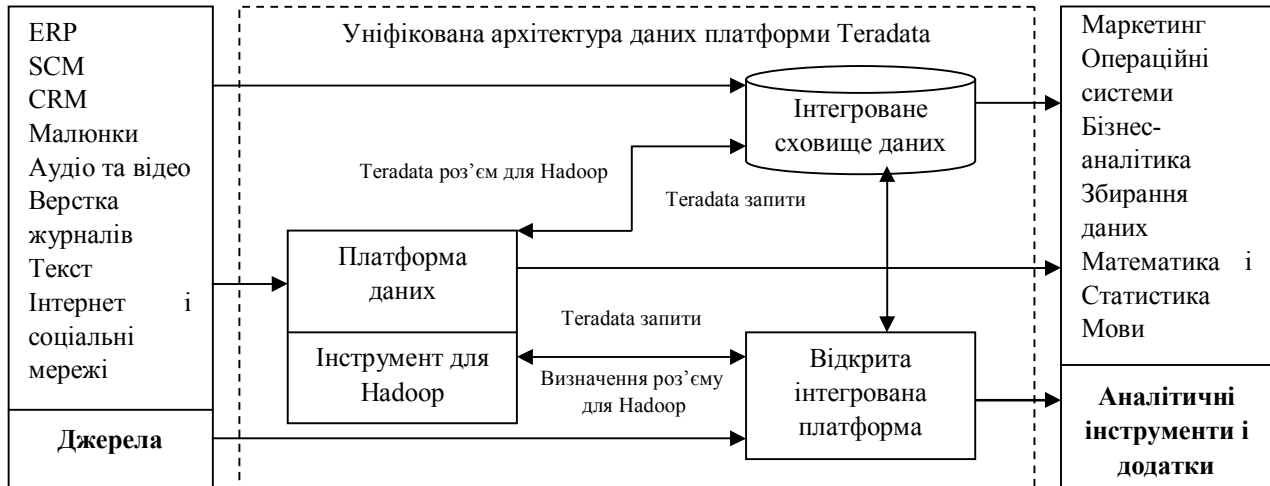 ERP
SCM
CRM
Малюнки
Аудіо та відео
Верстка
журналів
Текст
Інтернет і
соціальні
мережі
Джерела
Уніфікована архітектура даних платформи Teradata
Інтегроване
сховище даних
Teradata роз’єм для Hadoop
Teradata запити
Платформа
даних
Teradata запити
Інструмент для
Hadoop
Визначення роз’єму
для Hadoop
Відкрита
інтегрована
платформа
Маркетинг
Операційні
системи
Бізнес-
аналітика
Збирання
даних
Математика і
Статистика
Мови
Аналітичні
інструменти і
додатки